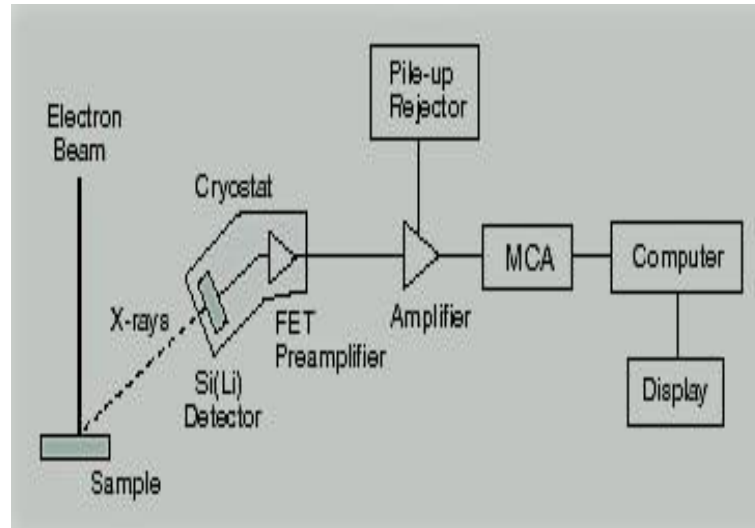 Pile-up
Rejector
Electron
Beam
Cryostat
MCA
Computer
X-rays
FET
Preamplifier
Amplifier
Si(Li)
Detector
Display
Sample